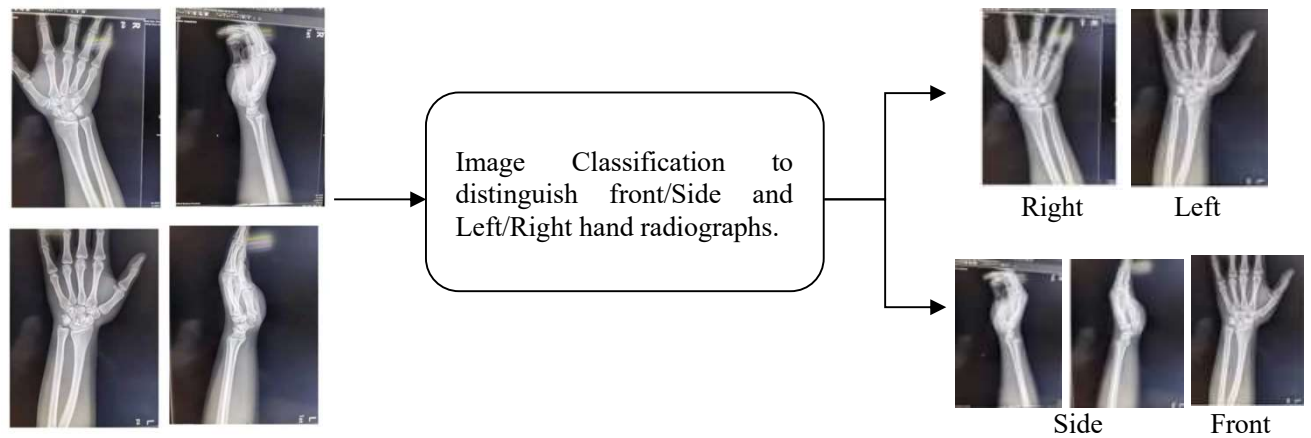 R
R
Image Classification to
distinguish front/Side and
Left/Right hand radiographs.
L
L
Right Left
Side Front